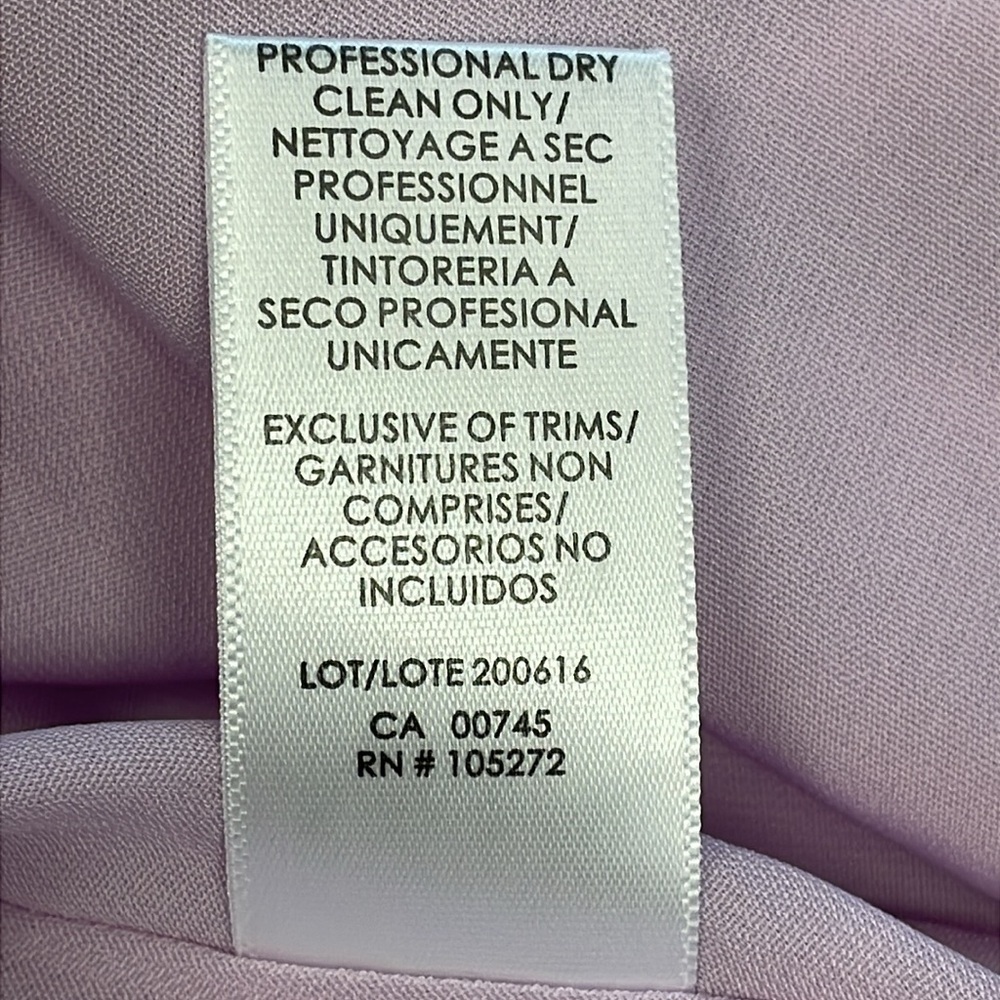 PROFESSIONAL DRY
CLEAN ONLY/
NETTOYAGE A SEC
PROFESSIONNEL
UNIQUEMENT/
TINTORERIA A
SECO PROFESIONAL
UNICAMENTE
EXCLUSIVE OF TRIMS/
GARNITURES NON
COMPRISES/
ACCESORIOS NO
INCLUIDOS
LOT/LOTE 200616
CA 00745
RN # 105272